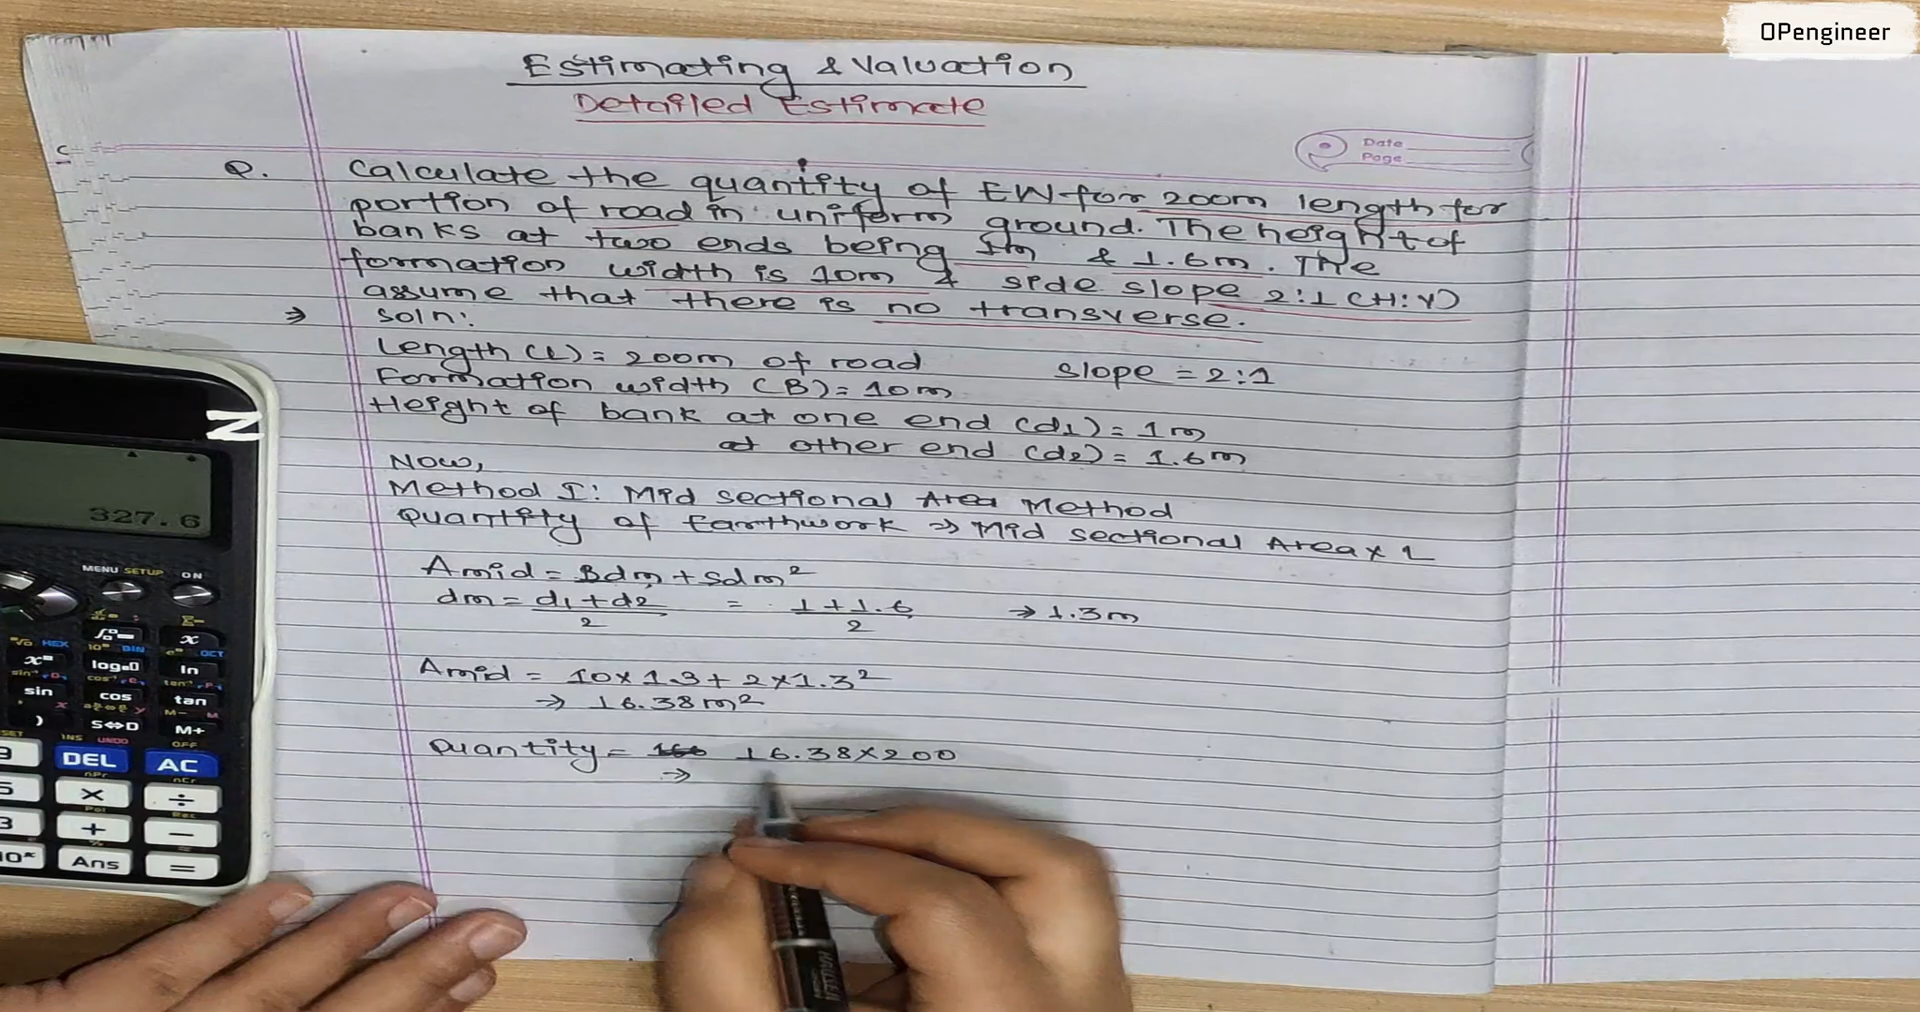 OPengineer
Estimating & Valuation
Detailed Estimate
Date
Page
Q. Calculate the quantity of EW for 200m length for
portion of road in uniform ground. The height of
banks at two ends being 1m & 1.6m. The
formation width is 10m & side slope 2:1 (H:V)
assume that there is no transverse.
⇒ Soln:
Length (L) = 200m of road slope = 2:1
Formation width (B) = 10m
Height of bank at one end (d1) = 1m
at other end (d2) = 1.6m
Now,
Method I: Mid sectional Area Method
Quantity of Earthwork ⇒ Mid sectional Area × L
Amid = Bdm + Sdm²
dm = d1+d2/2 = 1+1.6/2 ⇒ 1.3m
Amid = 10×1.3 + 2×1.3²
⇒ 16.38m²
Quantity = 16.38×200
⇒
N
327.6
MENU SETUP ON
x
log ln
sin cos tan
) S⇔D M+
INS UNDO OFF
9 DEL AC
× ÷
3 + −
Ans =